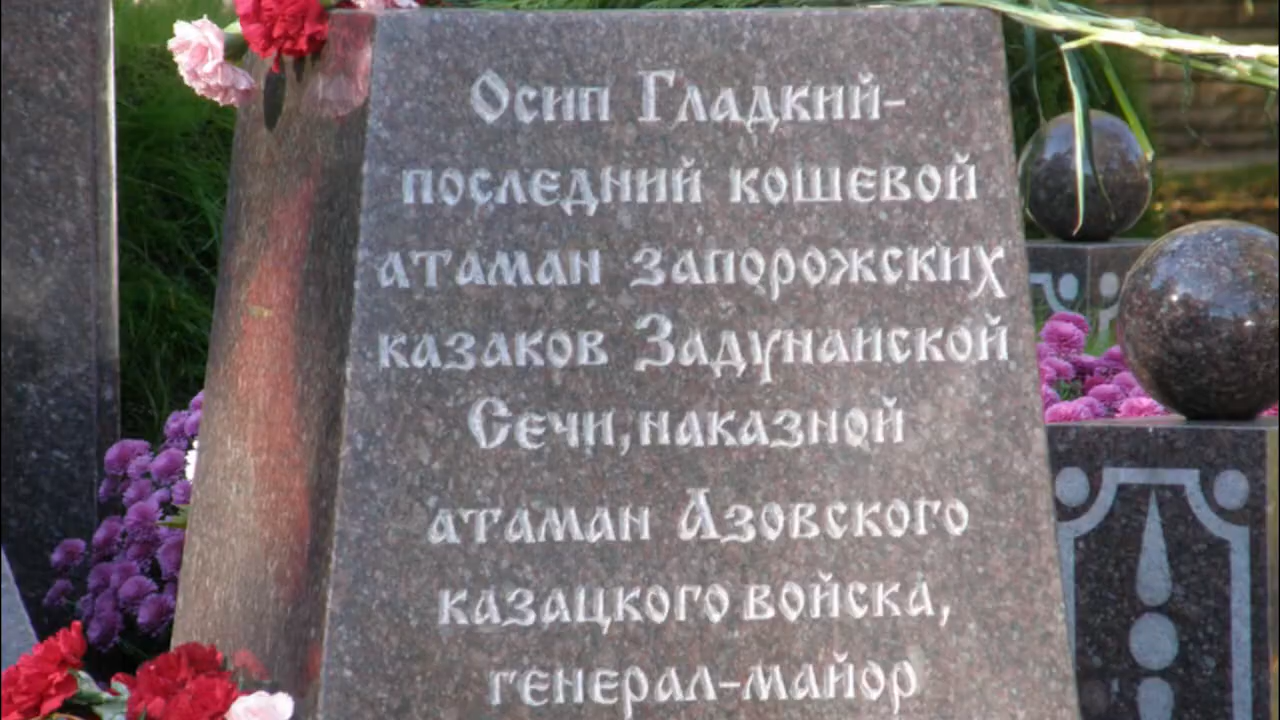 Осип Гладкий-
последний кошевой
атаман запорожских
казаков Задунайской
Сечи, наказной
атаман Азовского
казацкого войска,
генерал-майор